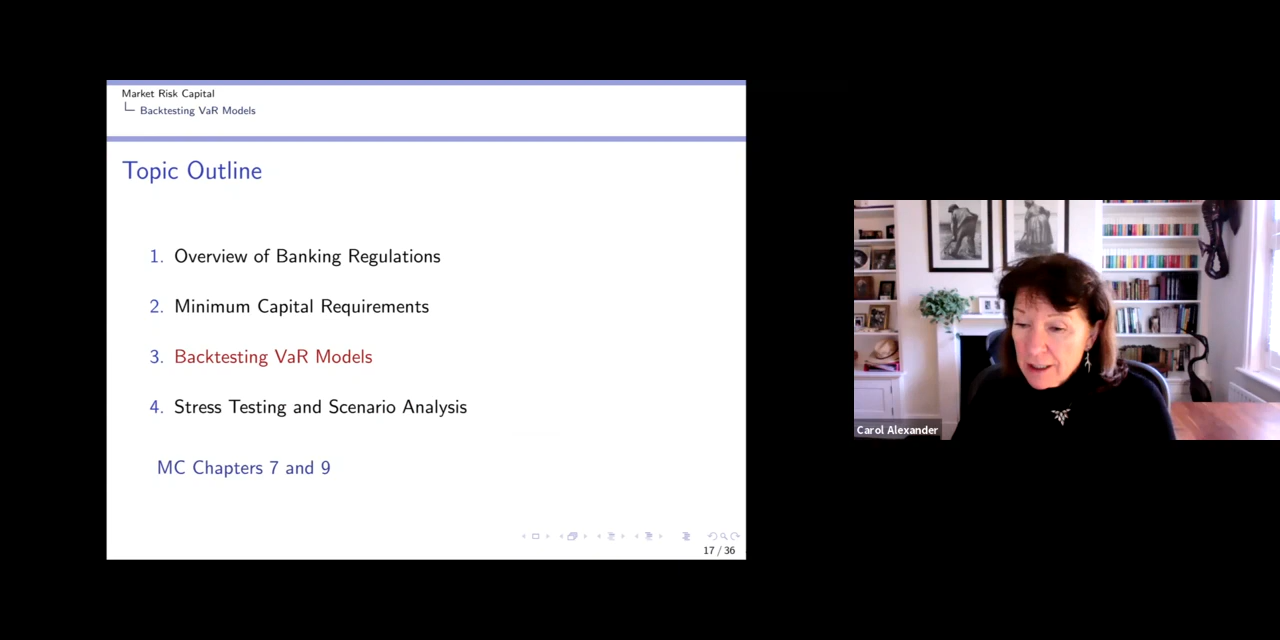 Market Risk Capital
Backtesting VaR Models
Topic Outline
1. Overview of Banking Regulations
2. Minimum Capital Requirements
3. Backtesting VaR Models
4. Stress Testing and Scenario Analysis
MC Chapters 7 and 9
17 / 36
Carol Alexander